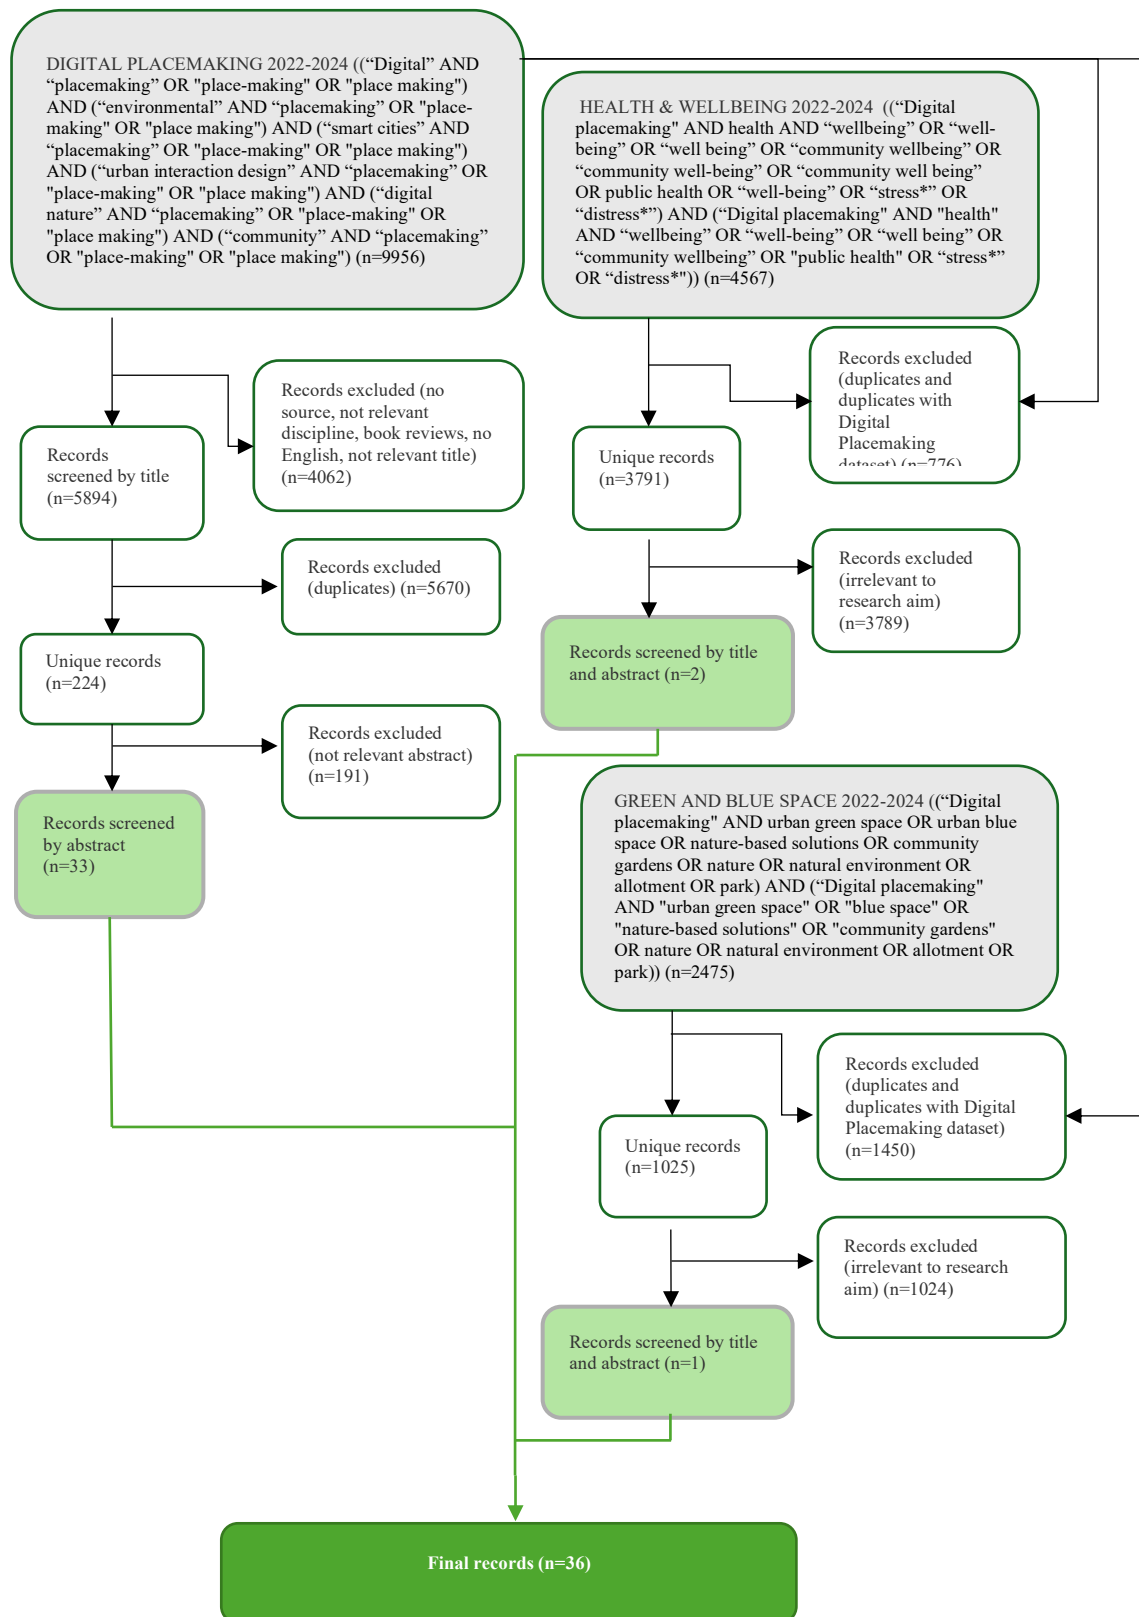 DIGITAL PLACEMAKING 2022-2024 ((“Digital” AND
“placemaking” OR "place-making" OR "place making")
AND (“environmental” AND “placemaking” OR "place-
making" OR "place making") AND (“smart cities” AND
“placemaking” OR "place-making" OR "place making")
AND (“urban interaction design” AND “placemaking” OR
"place-making" OR "place making") AND (“digital
nature” AND “placemaking” OR "place-making" OR
"place making") AND (“community” AND “placemaking”
OR "place-making" OR "place making") (n=9956)
HEALTH & WELLBEING 2022-2024 ((“Digital
placemaking" AND health AND “wellbeing” OR “well-
being” OR “well being” OR “community wellbeing” OR
“community well-being” OR “community well being”
OR public health OR “well-being” OR “stress*” OR
“distress*”) AND (“Digital placemaking" AND "health"
AND “wellbeing” OR “well-being” OR “well being” OR
“community wellbeing” OR "public health" OR “stress*”
OR “distress*")) (n=4567)
Records excluded (no
source, not relevant
discipline, book reviews, no
English, not relevant title)
(n=4062)
Records
screened by title
(n=5894)
Records excluded
(duplicates) (n=5670)
Unique records
(n=224)
Records excluded
(not relevant abstract)
(n=191)
Records screened
by abstract
(n=33)
Records excluded
(duplicates and
duplicates with
Digital
Placemaking
dataset) (n=776)
Unique records
(n=3791)
Records excluded
(irrelevant to
research aim)
(n=3789)
Records screened by title
and abstract (n=2)
GREEN AND BLUE SPACE 2022-2024 ((“Digital
placemaking" AND urban green space OR urban blue
space OR nature-based solutions OR community
gardens OR nature OR natural environment OR
allotment OR park) AND (“Digital placemaking"
AND "urban green space" OR "blue space" OR
"nature-based solutions" OR "community gardens"
OR nature OR natural environment OR allotment OR
park)) (n=2475)
Records excluded
(duplicates and
duplicates with Digital
Placemaking dataset)
(n=1450)
Unique records
(n=1025)
Records excluded
(irrelevant to research
aim) (n=1024)
Records screened by title
and abstract (n=1)
Final records (n=36)